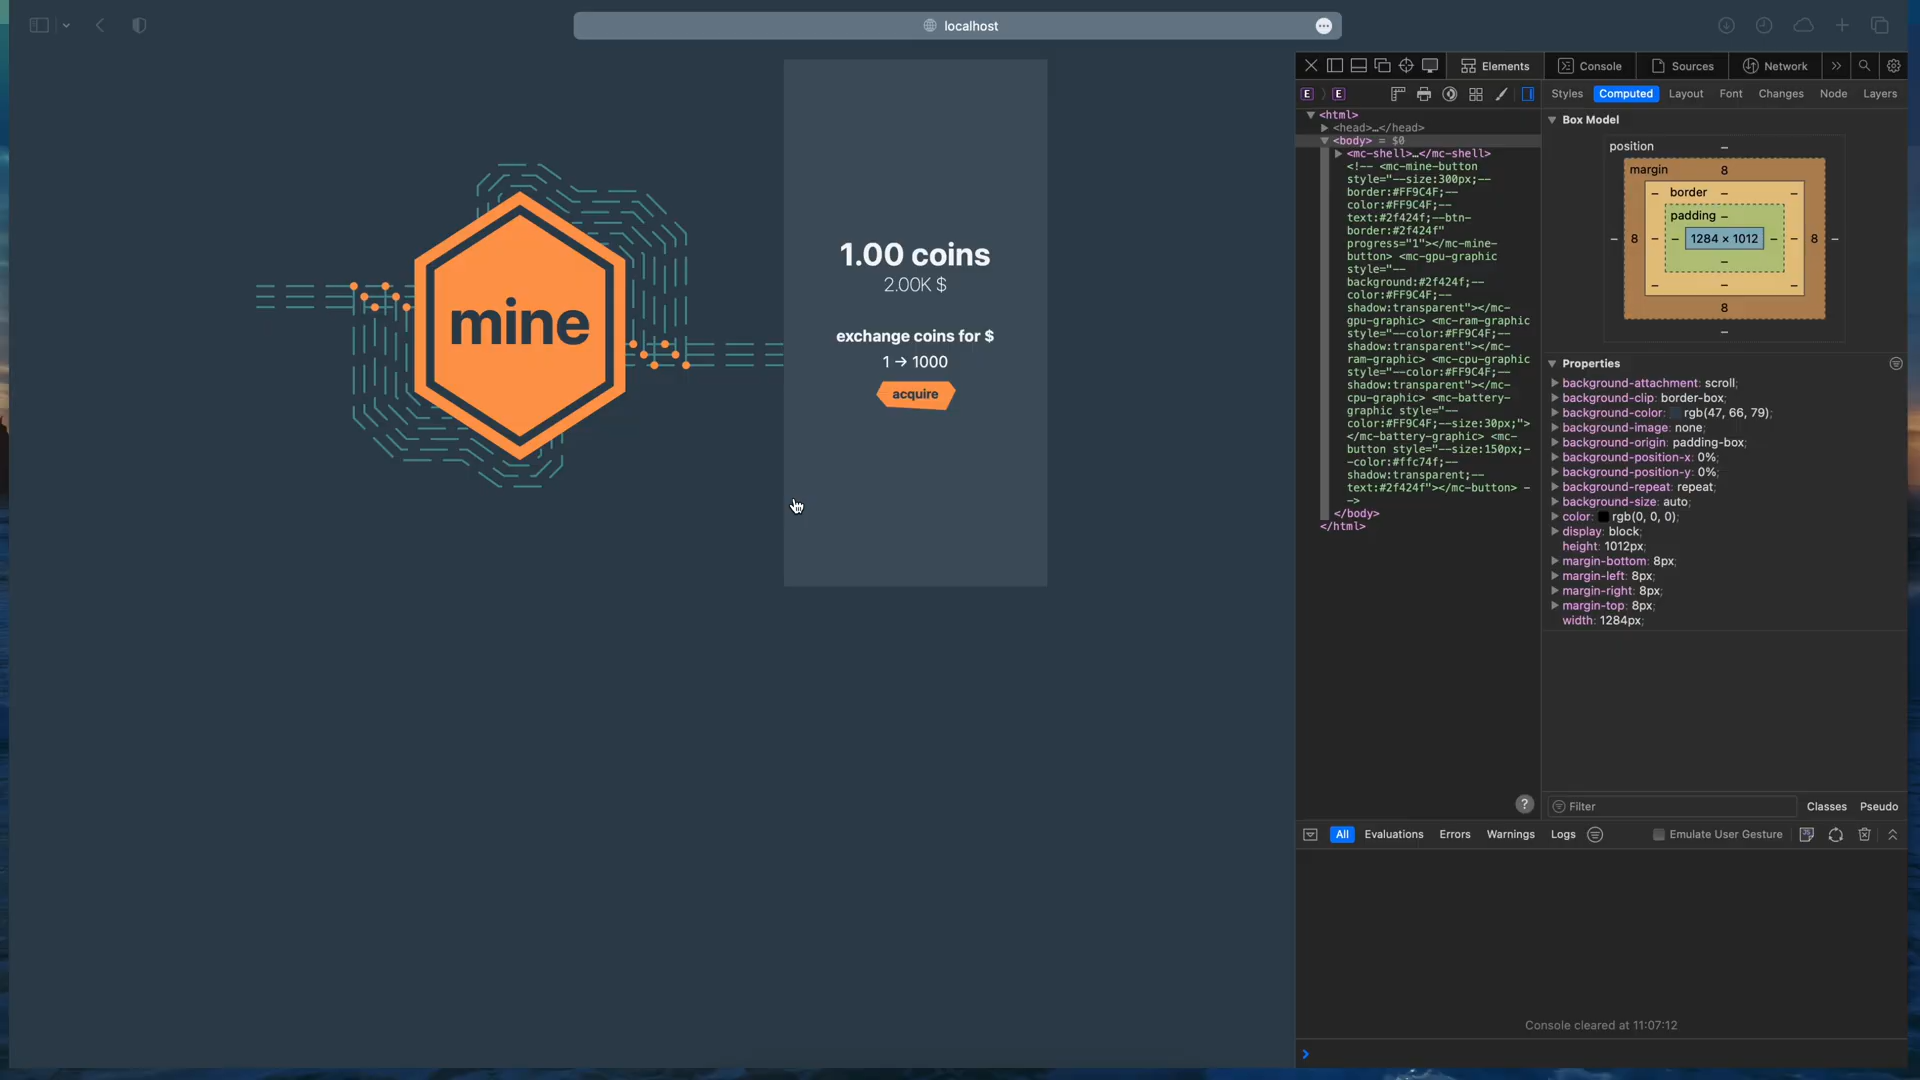 localhost
Elements
Console
Sources
Network
E E
Styles
Computed
Layout
Font
Changes
Node
Layers
mine
1.00 coins
2.00K $
exchange coins for $
1 → 1000
acquire
<html>
<head>…</head>
<body> = $0
<mc-shell>…</mc-shell>
<!-- <mc-mine-button
style="--size:300px;--
border:#FF9C4F;--
color:#FF9C4F;--
text:#2f424f;--btn-
border:#2f424f"
progress="1"></mc-mine-
button> <mc-gpu-graphic
style="--
background:#2f424f;--
color:#FF9C4F;--
shadow:transparent"></mc-
gpu-graphic> <mc-ram-graphic
style="--color:#FF9C4F;--
shadow:transparent"></mc-
ram-graphic> <mc-cpu-graphic
style="--color:#FF9C4F;--
shadow:transparent"></mc-
cpu-graphic> <mc-battery-
graphic style="--
color:#FF9C4F;--size:30px;">
</mc-battery-graphic> <mc-
button style="--size:150px;-
-color:#ffc74f;--
shadow:transparent;--
text:#2f424f"></mc-button> -
->
</body>
</html>
Box Model
position –
margin 8
border –
padding –
– 8 – – 1284 × 1012 – – 8 –
–
–
8
–
Properties
background-attachment: scroll;
background-clip: border-box;
background-color: rgb(47, 66, 79);
background-image: none;
background-origin: padding-box;
background-position-x: 0%;
background-position-y: 0%;
background-repeat: repeat;
background-size: auto;
color: rgb(0, 0, 0);
display: block;
height: 1012px;
margin-bottom: 8px;
margin-left: 8px;
margin-right: 8px;
margin-top: 8px;
width: 1284px;
?
Filter
Classes
Pseudo
All
Evaluations
Errors
Warnings
Logs
Emulate User Gesture
Console cleared at 11:07:12